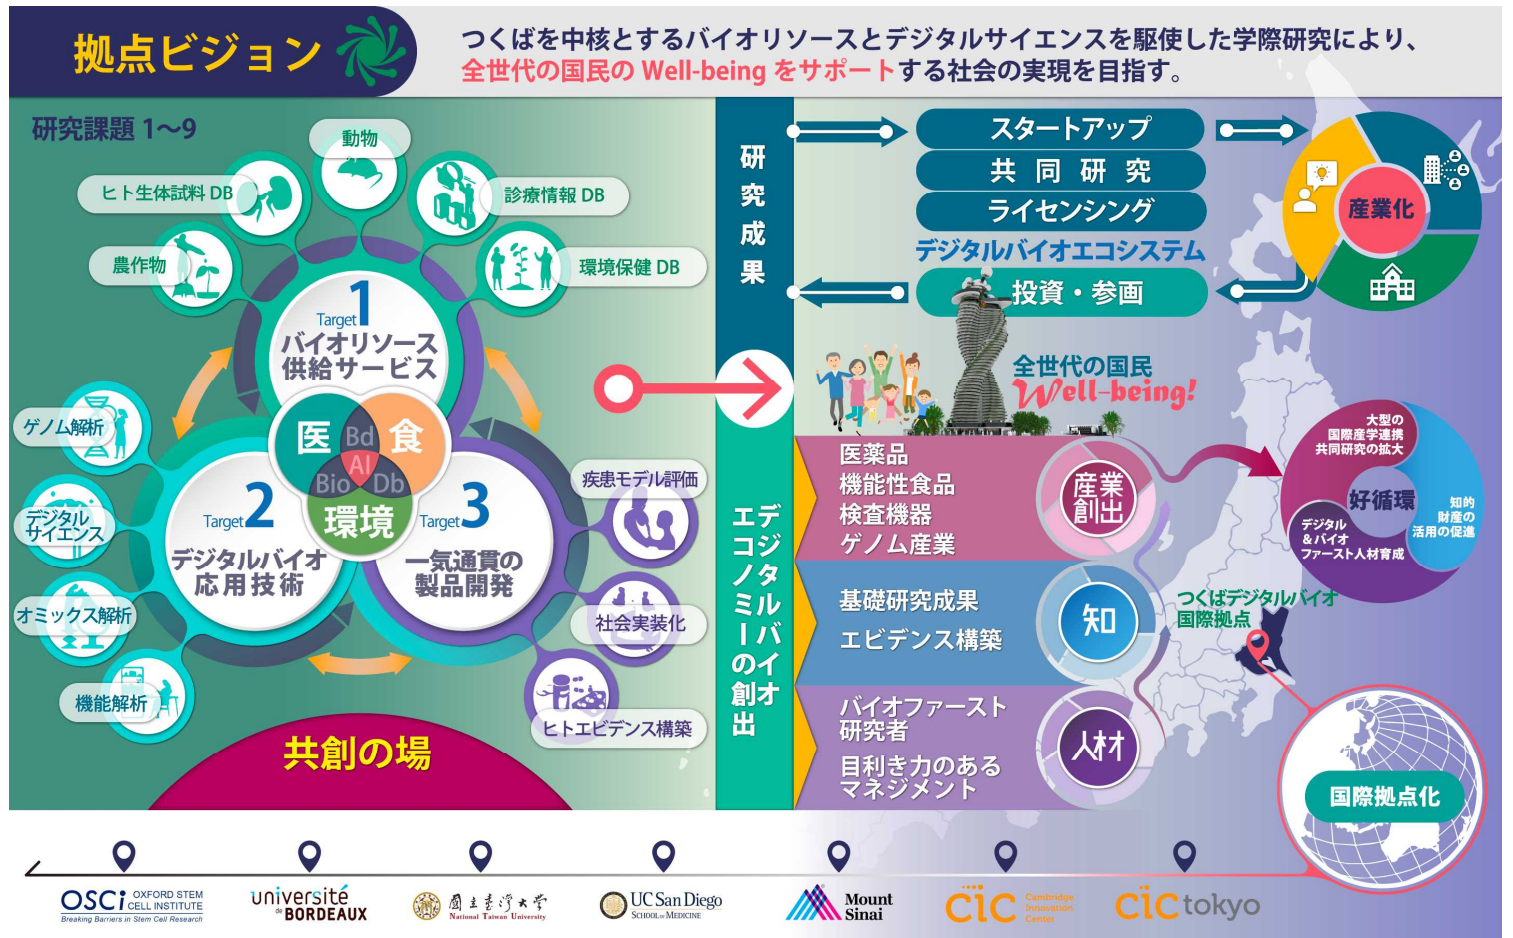 拠点ビジョン
つくばを中核とするバイオリソースとデジタルサイエンスを駆使した学際研究により、
全世代の国民の Well-being をサポートする社会の実現を目指す。
研究課題 1〜9
動物
ヒト生体試料 DB
診療情報 DB
農作物
環境保健 DB
Target 1
バイオリソース
供給サービス
医
Bd
食
AI
Bio
Db
環境
ゲノム解析
デジタル
サイエンス
オミックス解析
機能解析
Target 2
デジタルバイオ
応用技術
Target 3
一気通貫の
製品開発
疾患モデル評価
社会実装化
ヒトエビデンス構築
共創の場
研究成果
デジタルバイオ
エコノミーの創出
スタートアップ
共同研究
ライセンシング
デジタルバイオエコシステム
投資・参画
産業化
全世代の国民
Well-being!
医薬品
機能性食品
検査機器
ゲノム産業
産業
創出
基礎研究成果
エビデンス構築
知
バイオファースト
研究者
目利き力のある
マネジメント
人材
大型の
国際産学連携
共同研究の拡大
好循環
知的
財産の
活用の促進
デジタル
&バイオ
ファースト人材育成
つくばデジタルバイオ
国際拠点
国際拠点化
OSCi OXFORD STEM
CELL INSTITUTE
Breaking Barriers in Stem Cell Research
université
de BORDEAUX
國立臺灣大學
National Taiwan University
UC San Diego
SCHOOL OF MEDICINE
Mount
Sinai
CiC Cambridge
Innovation
Center
CiC tokyo